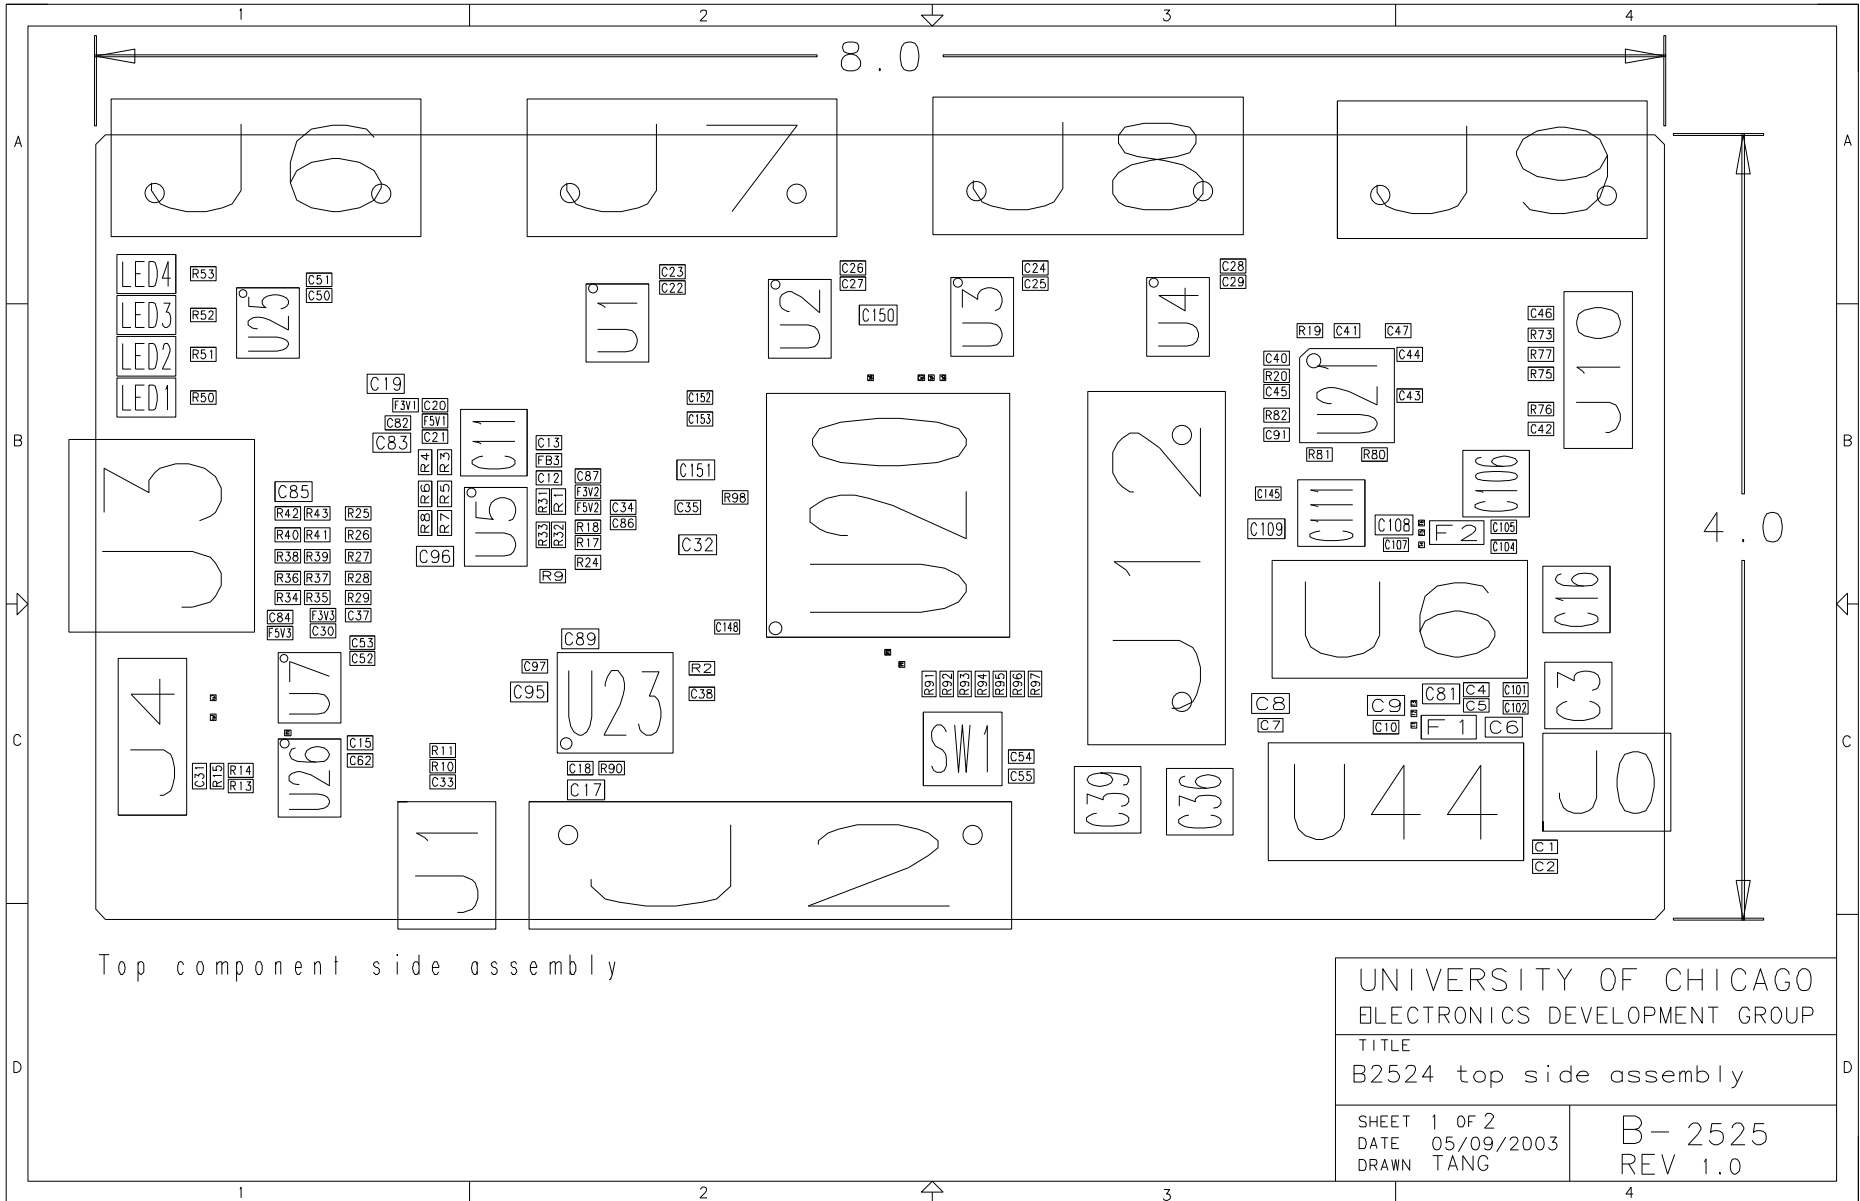 1 2 3 4
8.0
A A
J6 J7 J8 J9
LED4 R53 C51 C23 C26 C24 C28
U25 C50 U1 C22 U2 C27 U3 C25 U4 C29
LED3 R52 C150 C46 J10
R19 C41 C47 R73
LED2 R51 C40 U21 C44 R77
C19 R20 R75
LED1 R50 C152 C45 C43
F3V1 C20 R82 R76
C82 F5V1 C153 C91 C42
B C83 C21 C11 C13 U20 J12 R81 R80 B
R4 R3 FB3 C151 C106
J3 C85 R6 R5 C12 C87 R98 C145 C111
R42 R43 R25 R8 R7 U5 R31 R1 F3V2 F5V2 C34 C35 C109 C108 F2 C105
R40 R41 R26 R33 R32 R18 C86 C107 C104
4.0
R38 R39 R27 C96 R17 C32
R36 R37 R28 R9 R24 U6 C16
R34 R35 R29
C84 F3V3 C37
F5V3 C30 C148
C53 C89
U7 C52 C97 U23 R2 R91 R92 R93 R94 R95 R96 R97 C81 C4 C101 C3
J4 C95 C38 C8 C9 C5 C102
C C7 C10 F1 C6 C
C15 R11 SW1 C54
U26 C62 R10 C18 R90 C55 J0
C31 R15 R14 R13 C33 C17 C39 C36 U44
J1 J2 C1
C2
Top component side assembly
UNIVERSITY OF CHICAGO
ELECTRONICS DEVELOPMENT GROUP
TITLE
D B2524 top side assembly D
SHEET 1 OF 2
DATE 05/09/2003
DRAWN TANG
B- 2525
REV 1.0
1 2 3 4